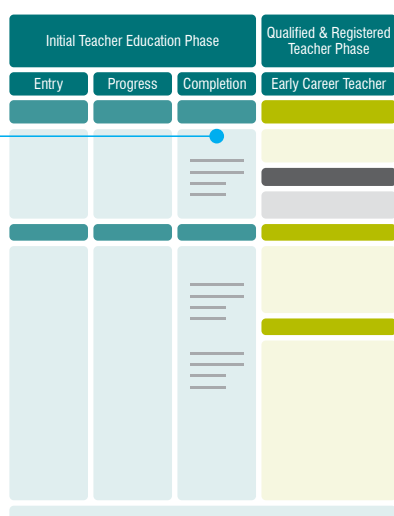 Initial Teacher Education Phase
Qualified & Registered
Teacher Phase
Entry
Progress
Completion
Early Career Teacher